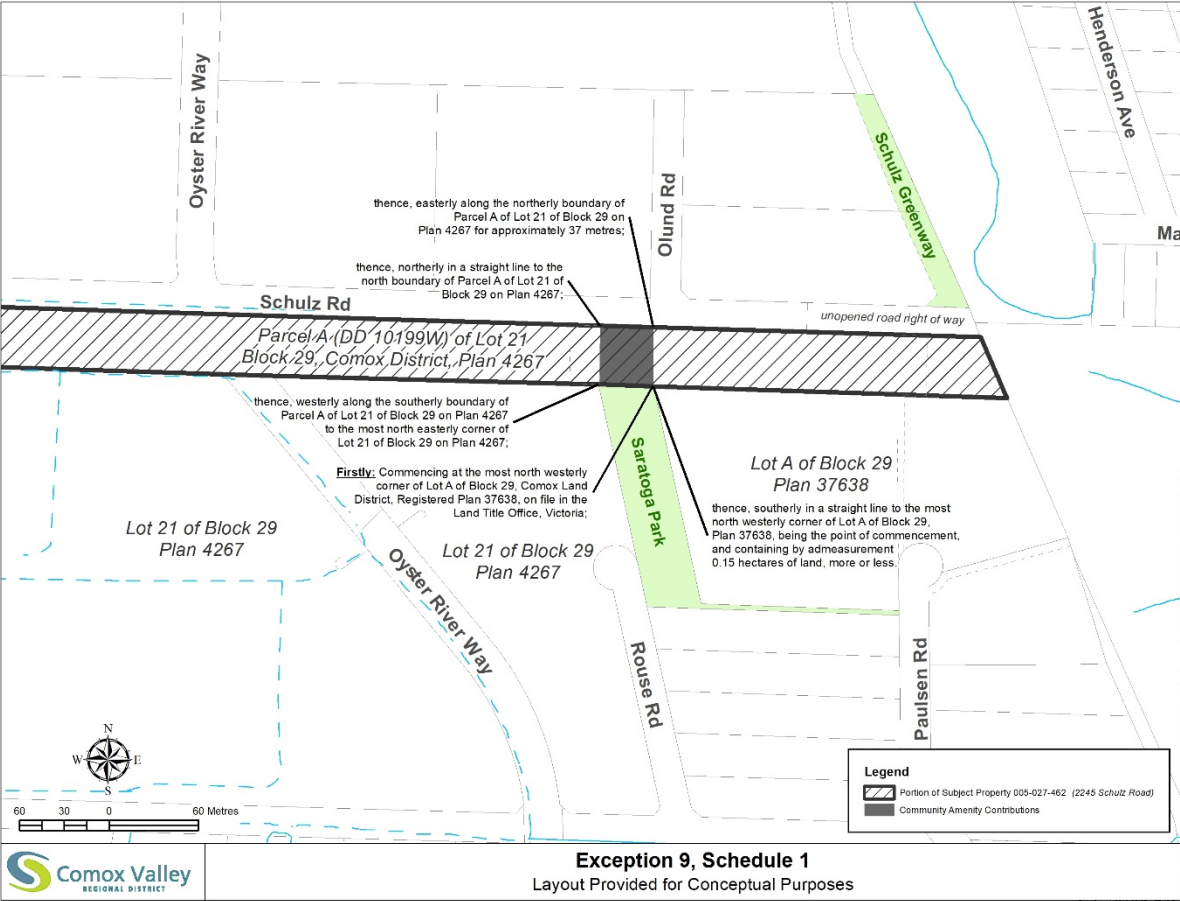 Henderson Ave
Oyster River Way
Schulz Greenway
thence, easterly along the northerly boundary of
Parcel A of Lot 21 of Block 29 on
Plan 4267 for approximately 37 metres;
Olund Rd
Ma
thence, northerly in a straight line to the
north boundary of Parcel A of Lot 21 of
Block 29 on Plan 4267;
Schulz Rd
unopened road right of way
Parcel A (DD 10199W) of Lot 21
Block 29, Comox District, Plan 4267
thence, westerly along the southerly boundary of
Parcel A of Lot 21 of Block 29 on Plan 4267
to the most north easterly corner of
Lot 21 of Block 29 on Plan 4267;
Firstly: Commencing at the most north westerly
corner of Lot A of Block 29, Comox Land
District, Registered Plan 37638, on file in the
Land Title Office, Victoria;
Saratoga Park
Lot A of Block 29
Plan 37638
thence, southerly in a straight line to the most
north westerly corner of Lot A of Block 29,
Plan 37638, being the point of commencement,
and containing by admeasurement
0.15 hectares of land, more or less.
Lot 21 of Block 29
Plan 4267
Lot 21 of Block 29
Plan 4267
Oyster River Way
Rouse Rd
Paulsen Rd
N
W E
S
60 30 0 60 Metres
Legend
Portion of Subject Property 005-027-462 (2245 Schulz Road)
Community Amenity Contributions
Comox Valley
REGIONAL DISTRICT
Exception 9, Schedule 1
Layout Provided for Conceptual Purposes